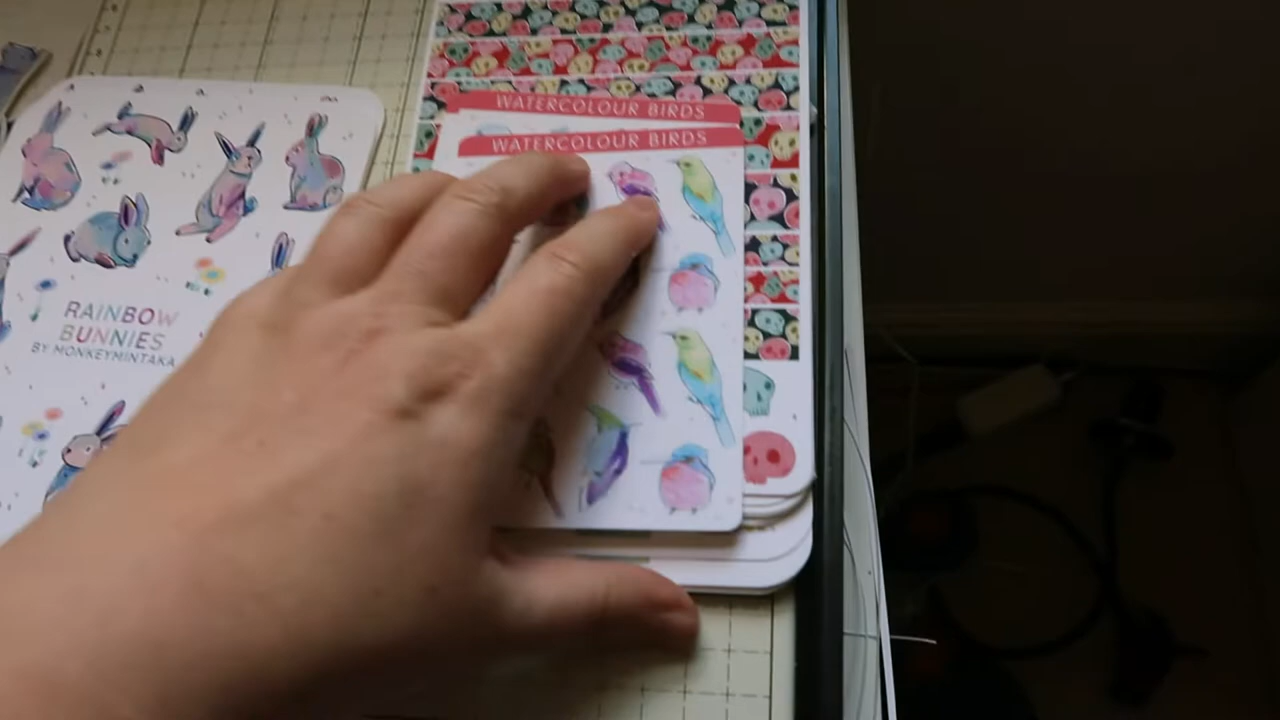 WATERCOLOUR BIRDS
WATERCOLOUR BIRDS
RAINBOW
BUNNIES
BY MONKEYMINTAKA